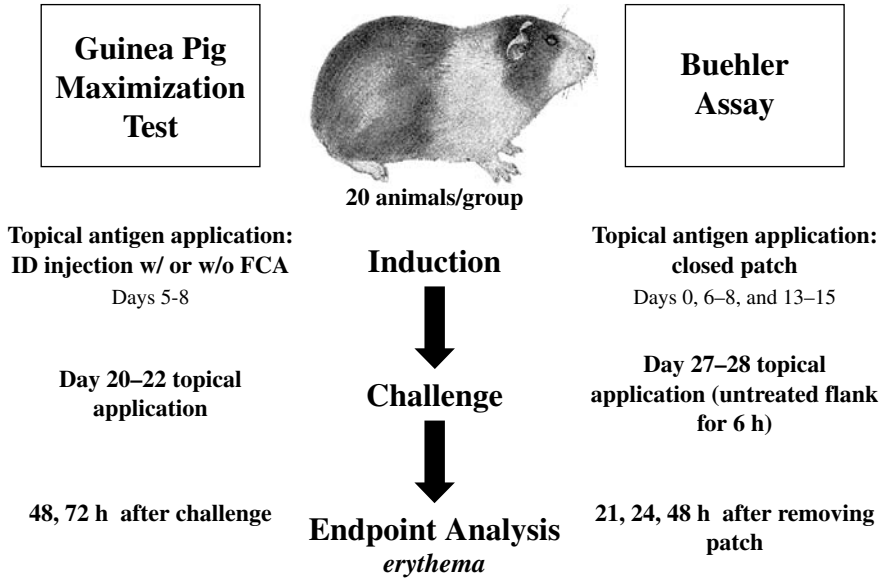 Guinea Pig
Maximization
Test
Buehler
Assay
20 animals/group
Topical antigen application:
ID injection w/ or w/o FCA
Days 5-8
Induction
Topical antigen application:
closed patch
Days 0, 6–8, and 13–15
Day 20–22 topical
application
Challenge
Day 27–28 topical
application (untreated flank
for 6 h)
48, 72 h after challenge
Endpoint Analysis
erythema
21, 24, 48 h after removing
patch